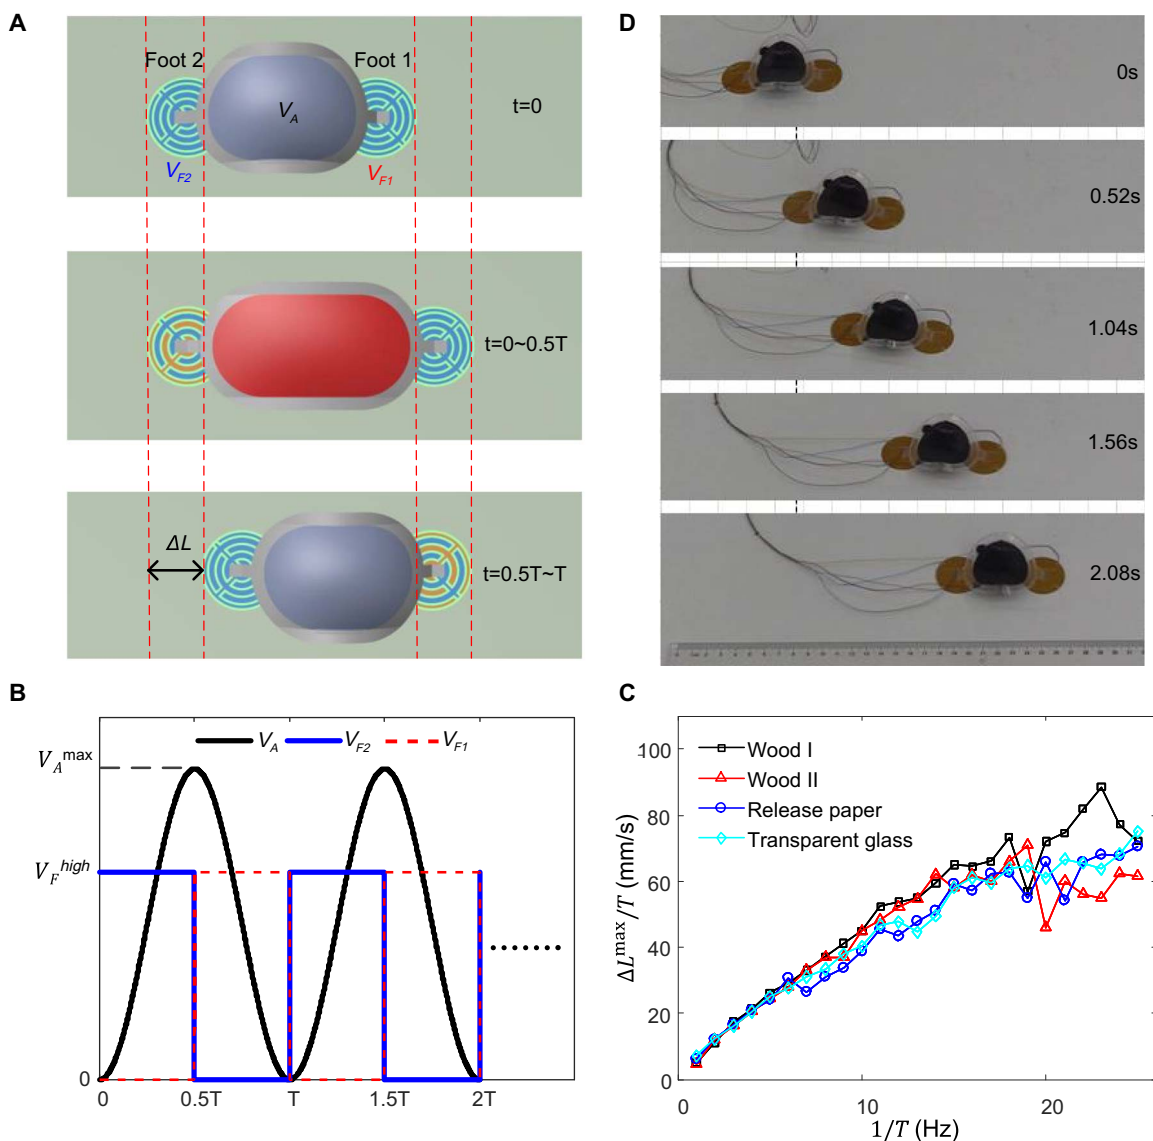 A
Foot 2
Foot 1
V_A
V_F2
V_F1
t=0
t=0~0.5T
ΔL
t=0.5T~T
D
0s
0.52s
1.04s
1.56s
2.08s
B
V_A^max
V_F^high
0
V_A
V_F2
V_F1
0
0.5T
T
1.5T
2T
C
ΔL^max/T (mm/s)
100
80
60
40
20
0
Wood I
Wood II
Release paper
Transparent glass
0
10
20
1/T (Hz)